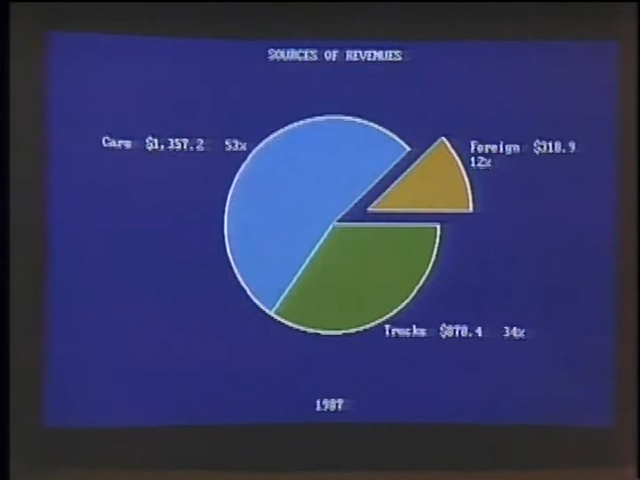 SOURCES OF REVENUES
Cars $1,357.2 53%
Foreign $318.9
12%
Trucks $870.4 34%
1987